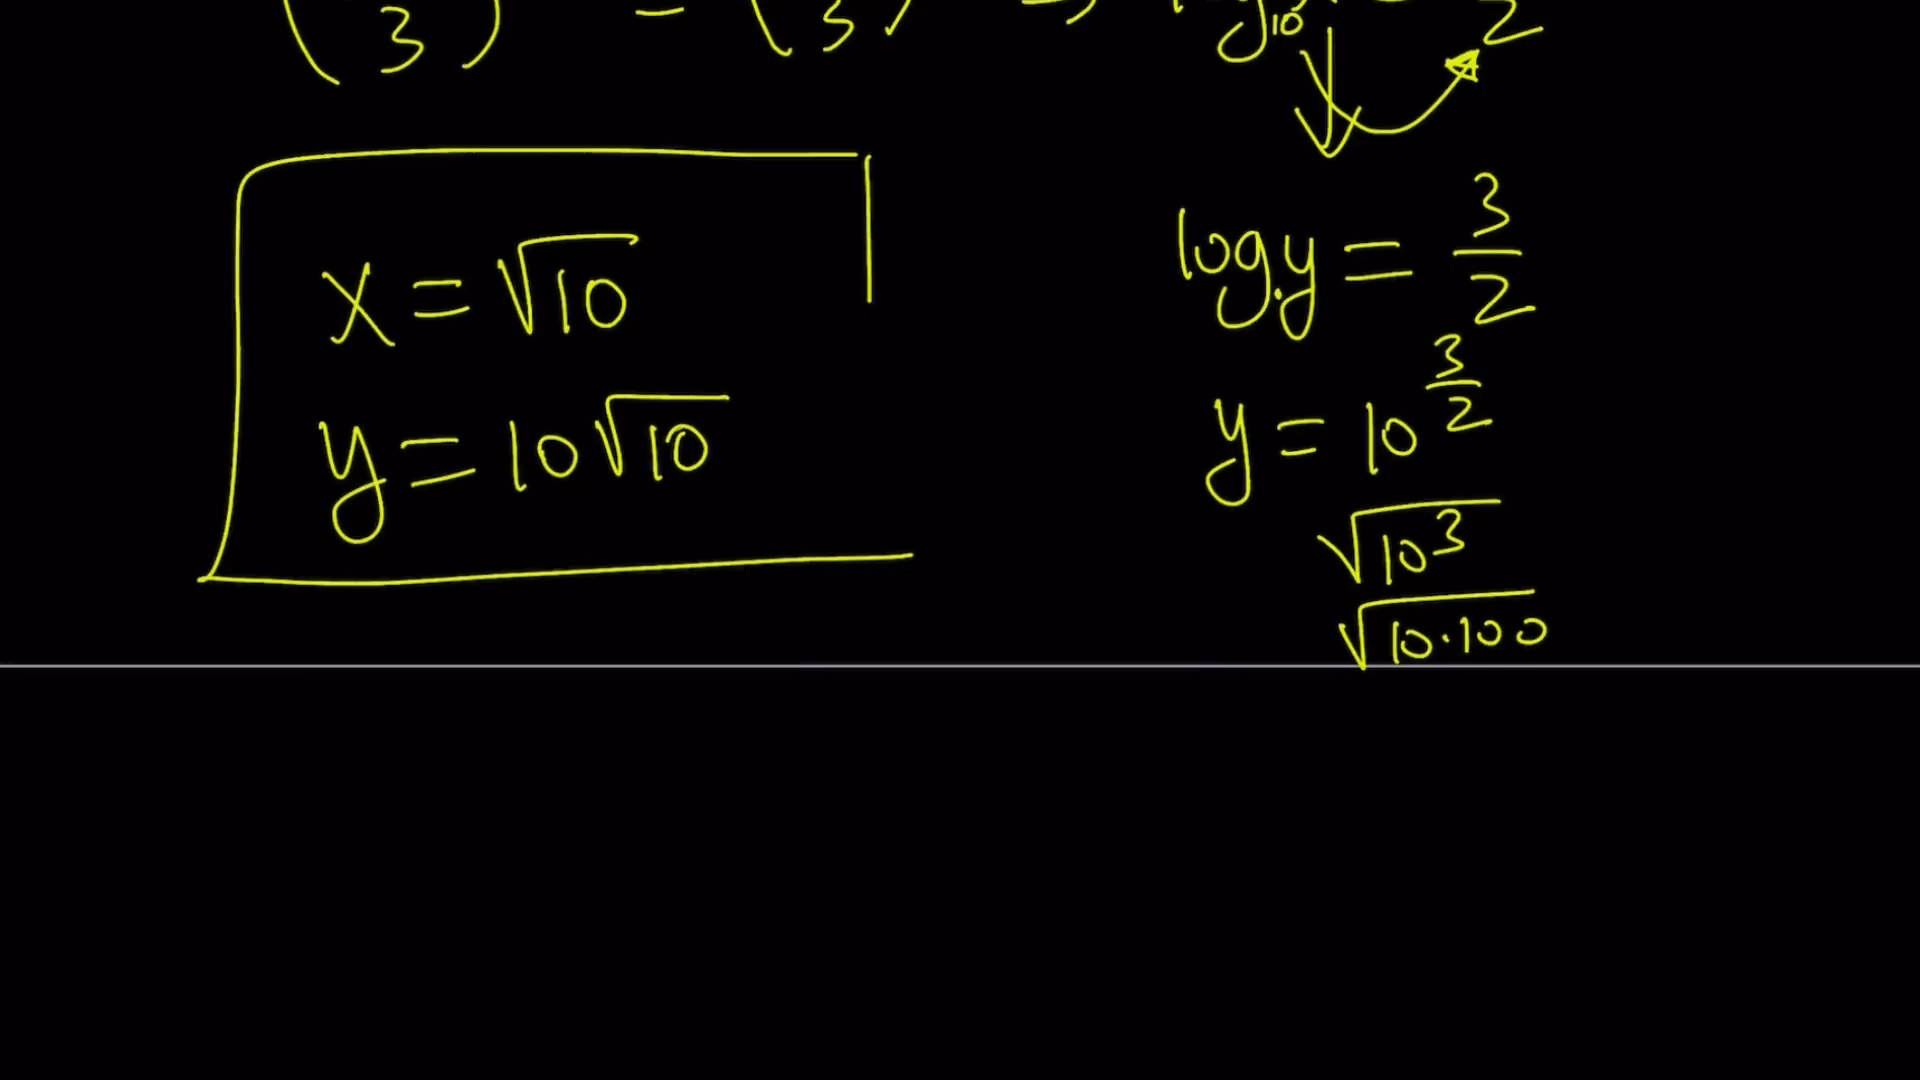 x = √10
y = 10√10
log y = 3/2
y = 10^(3/2)
√10³
√10·100